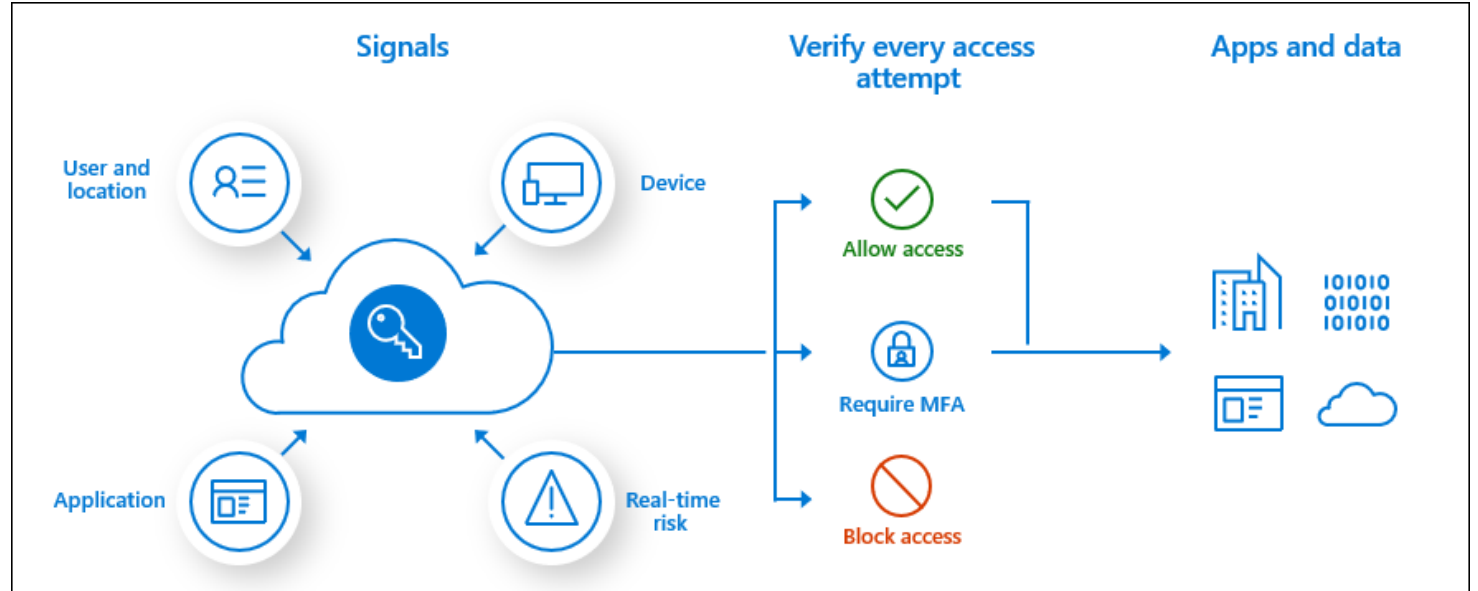 Signals
Verify every access
attempt
Apps and data
User and
location
Device
Allow access
101010
010101
101010
Require MFA
Application
Real-time
risk
Block access